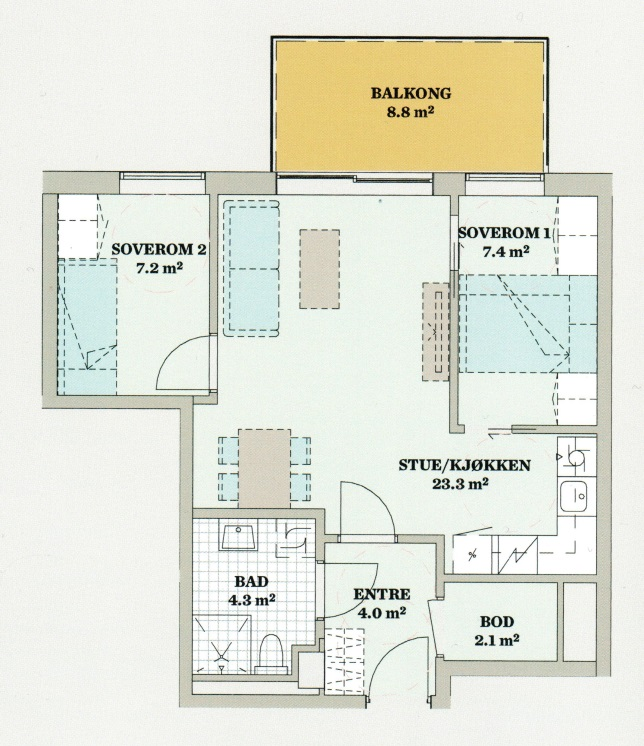 BALKONG
8.8 m²
SOVEROM 2
7.2 m²
SOVEROM 1
7.4 m²
STUE/KJØKKEN
23.3 m²
BAD
4.3 m²
ENTRE
4.0 m²
BOD
2.1 m²
%